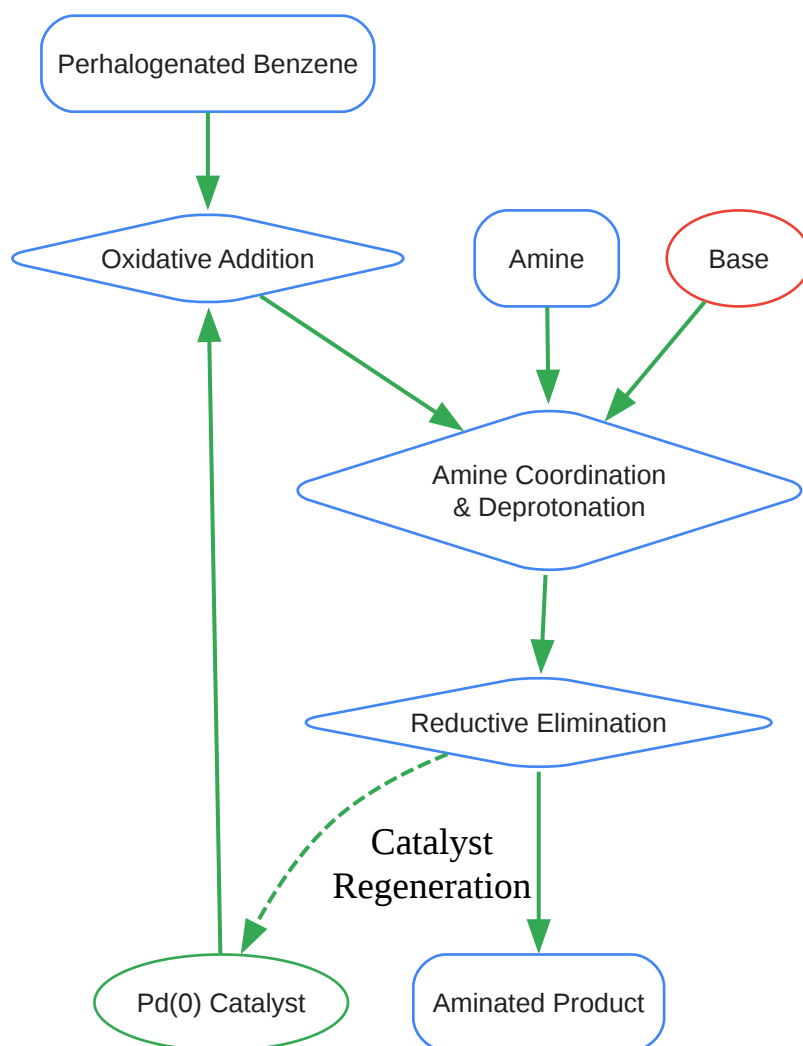 Perhalogenated Benzene
Oxidative Addition
Amine
Base
Amine Coordination
& Deprotonation
Reductive Elimination
Catalyst
Regeneration
Pd(0) Catalyst
Aminated Product